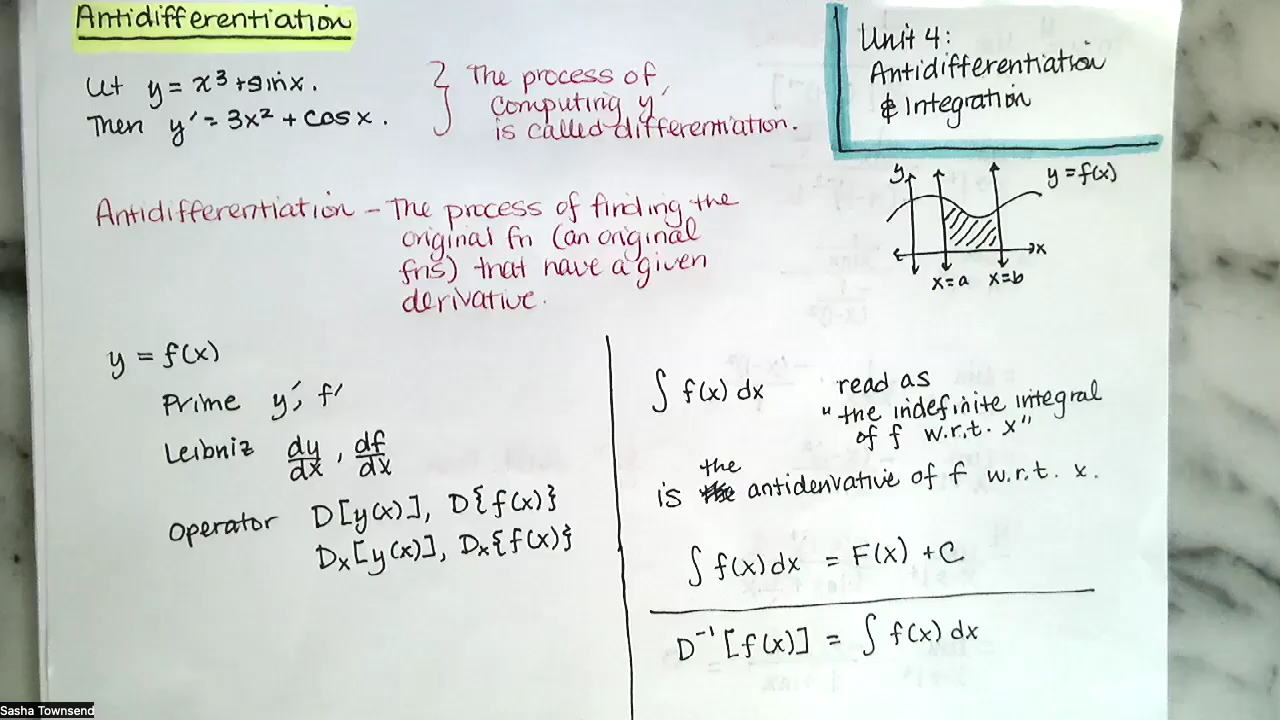 Antidifferentiation
Let y = x³ + sin x.
Then y' = 3x² + cos x.
The process of
computing y'
is called differentiation.
Unit 4:
Antidifferentiation
& Integration
y
y = f(x)
x
x=a x=b
Antidifferentiation - The process of finding the
original fn (an original
fns) that have a given
derivative.
y = f(x)
Prime y', f'
Leibniz dy/dx, df/dx
operator D[y(x)], D{f(x)}
Dₓ[y(x)], Dₓ{f(x)}
∫ f(x) dx read as
"the indefinite integral
of f w.r.t. x"
the
is antiderivative of f w.r.t. x.
∫ f(x) dx = F(x) + C
D⁻¹[f(x)] = ∫ f(x) dx
Sasha Townsend